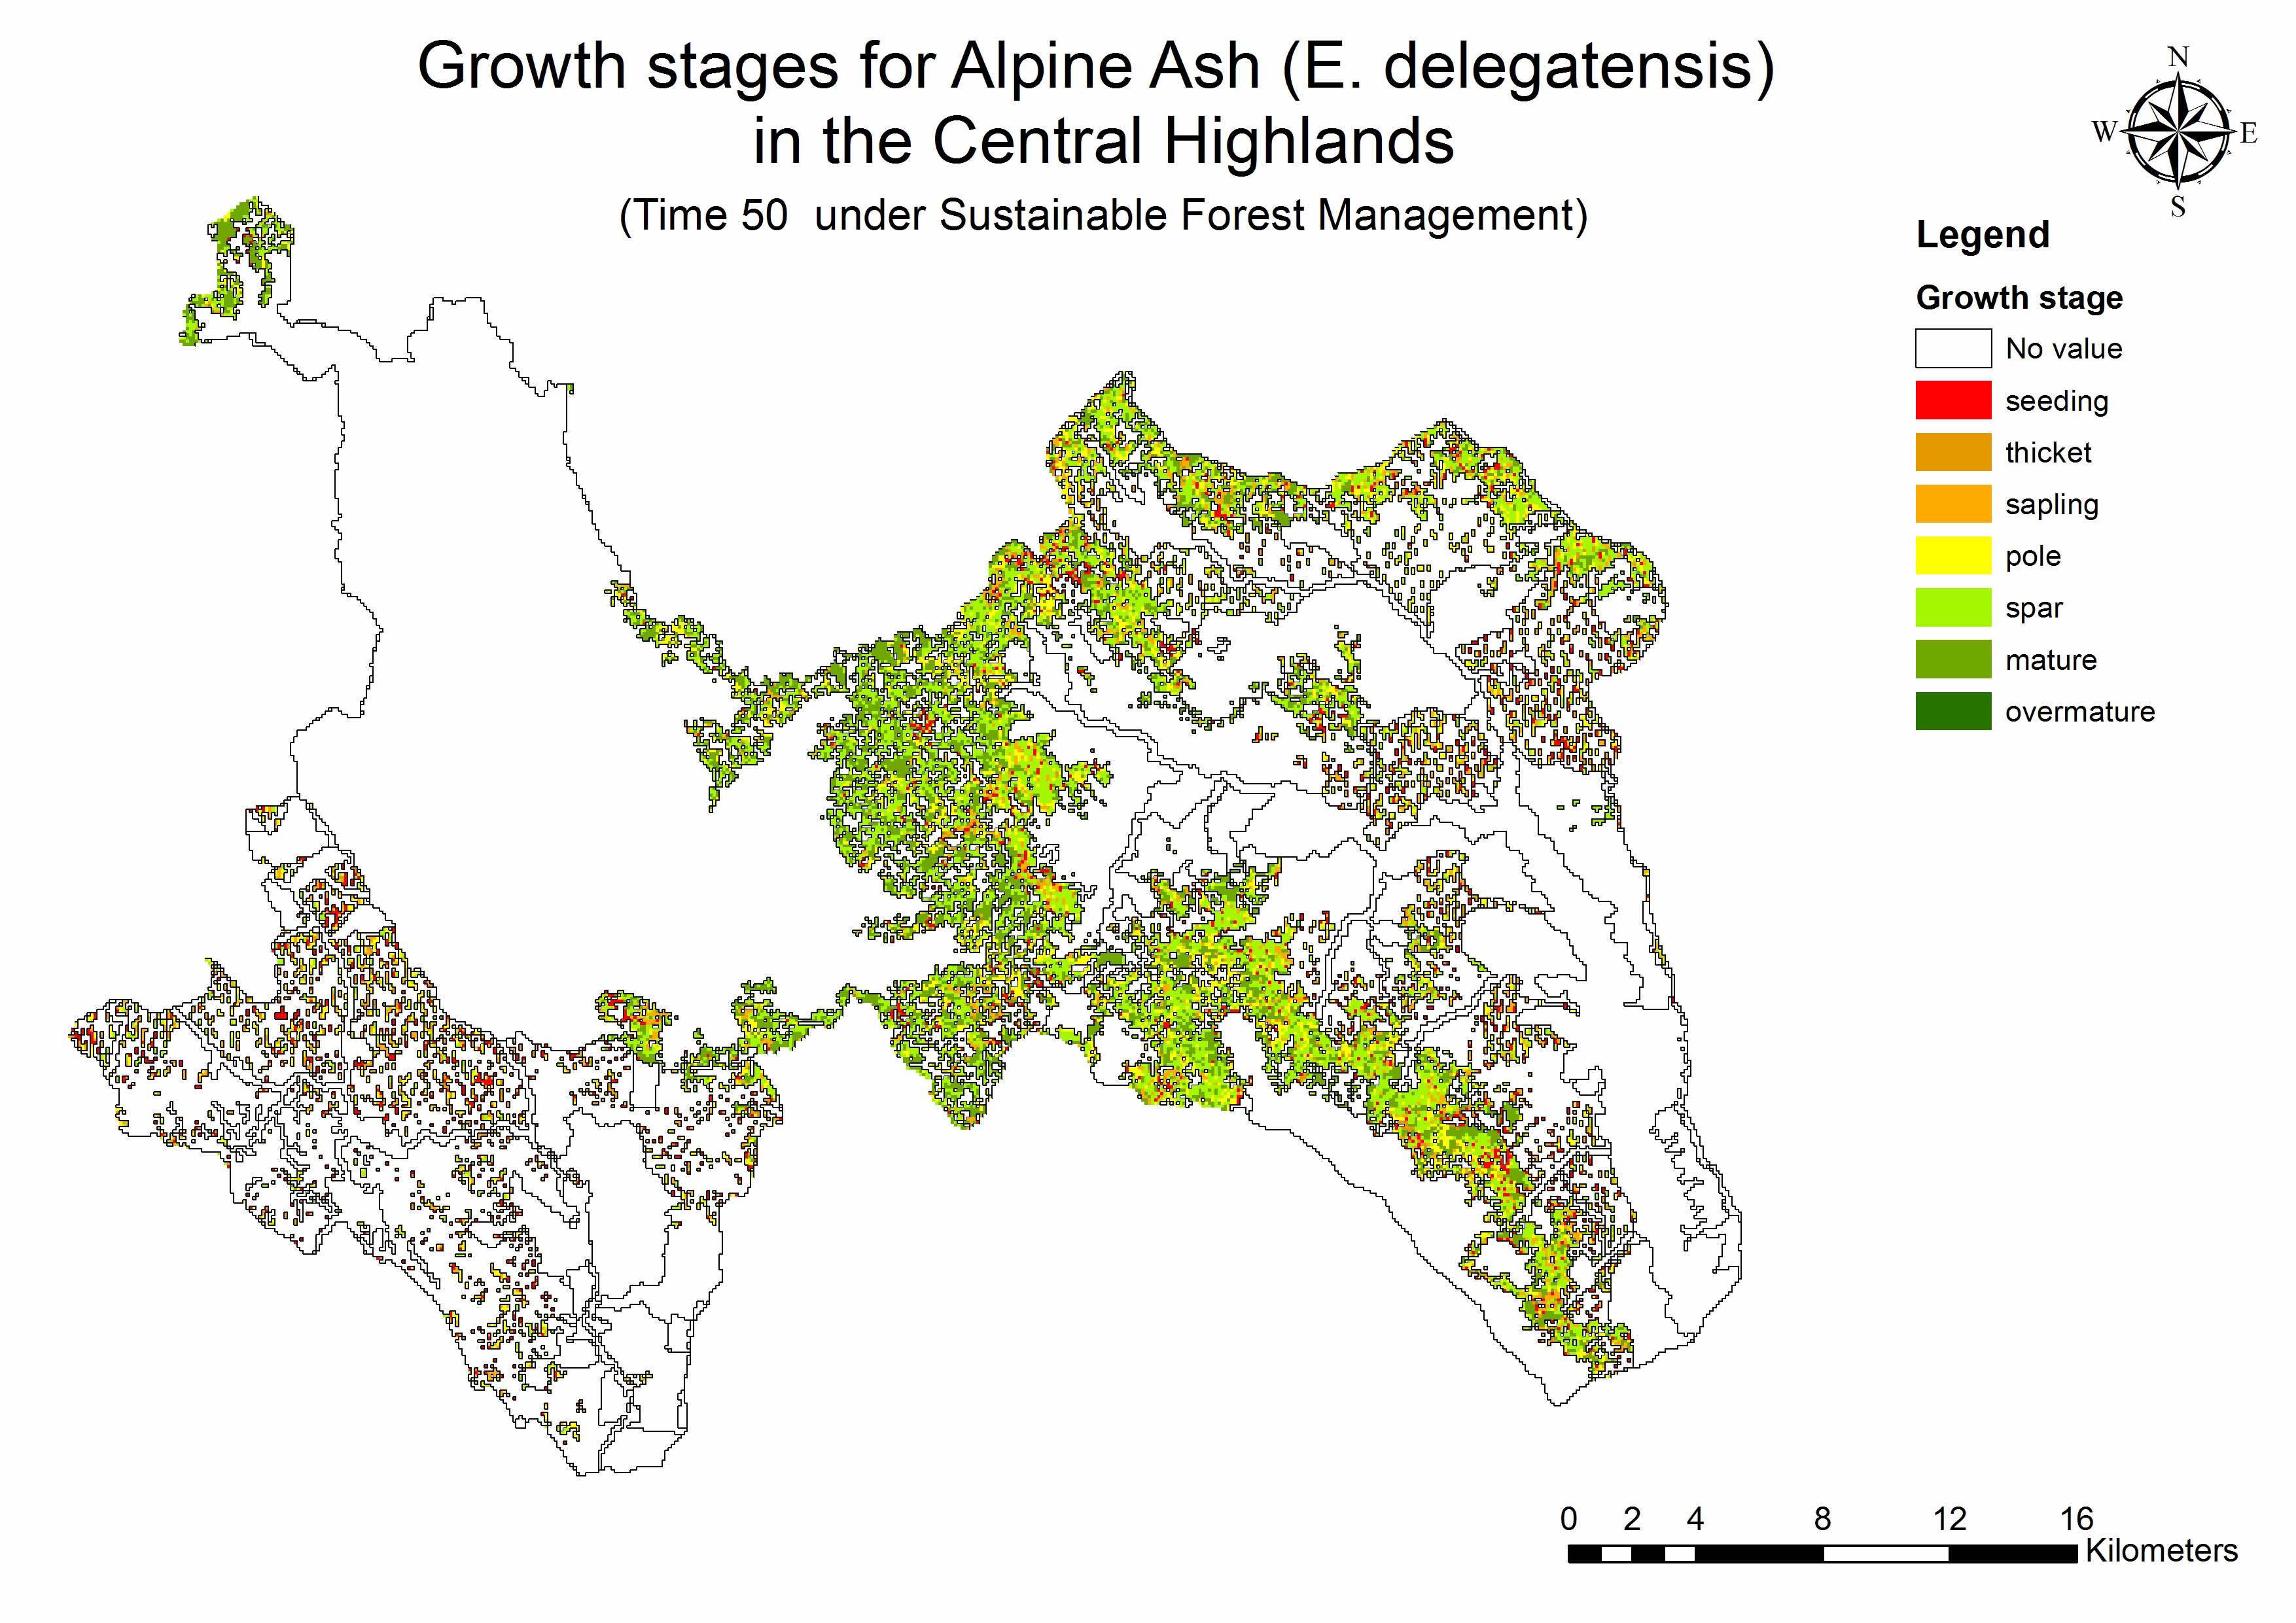 Growth stages for Alpine Ash (E. delegatensis)
in the Central Highlands
(Time 50  under Sustainable Forest Management)
N
W
E
S
Legend
Growth stage
No value
seeding
thicket
sapling
pole
spar
mature
overmature
0 2 4 8 12 16
Kilometers